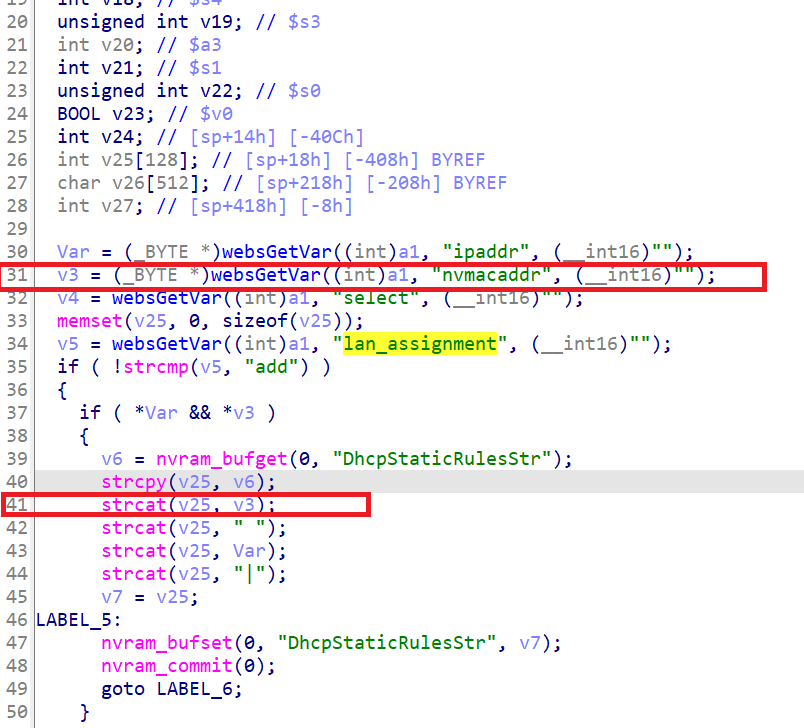 19 int v18; // $s4
20 unsigned int v19; // $s3
21 int v20; // $a3
22 int v21; // $s1
23 unsigned int v22; // $s0
24 BOOL v23; // $v0
25 int v24; // [sp+14h] [-40Ch]
26 int v25[128]; // [sp+18h] [-408h] BYREF
27 char v26[512]; // [sp+218h] [-208h] BYREF
28 int v27; // [sp+418h] [-8h]
29
30 Var = (_BYTE *)websGetVar((int)a1, "ipaddr", (__int16)"");
31 v3 = (_BYTE *)websGetVar((int)a1, "nvmacaddr", (__int16)"");
32 v4 = websGetVar((int)a1, "select", (__int16)"");
33 memset(v25, 0, sizeof(v25));
34 v5 = websGetVar((int)a1, "lan_assignment", (__int16)"");
35 if ( !strcmp(v5, "add") )
36 {
37 if ( *Var && *v3 )
38 {
39 v6 = nvram_bufget(0, "DhcpStaticRulesStr");
40 strcpy(v25, v6);
41 strcat(v25, v3);
42 strcat(v25, " ");
43 strcat(v25, Var);
44 strcat(v25, "|");
45 v7 = v25;
46 LABEL_5:
47 nvram_bufset(0, "DhcpStaticRulesStr", v7);
48 nvram_commit(0);
49 goto LABEL_6;
50 }